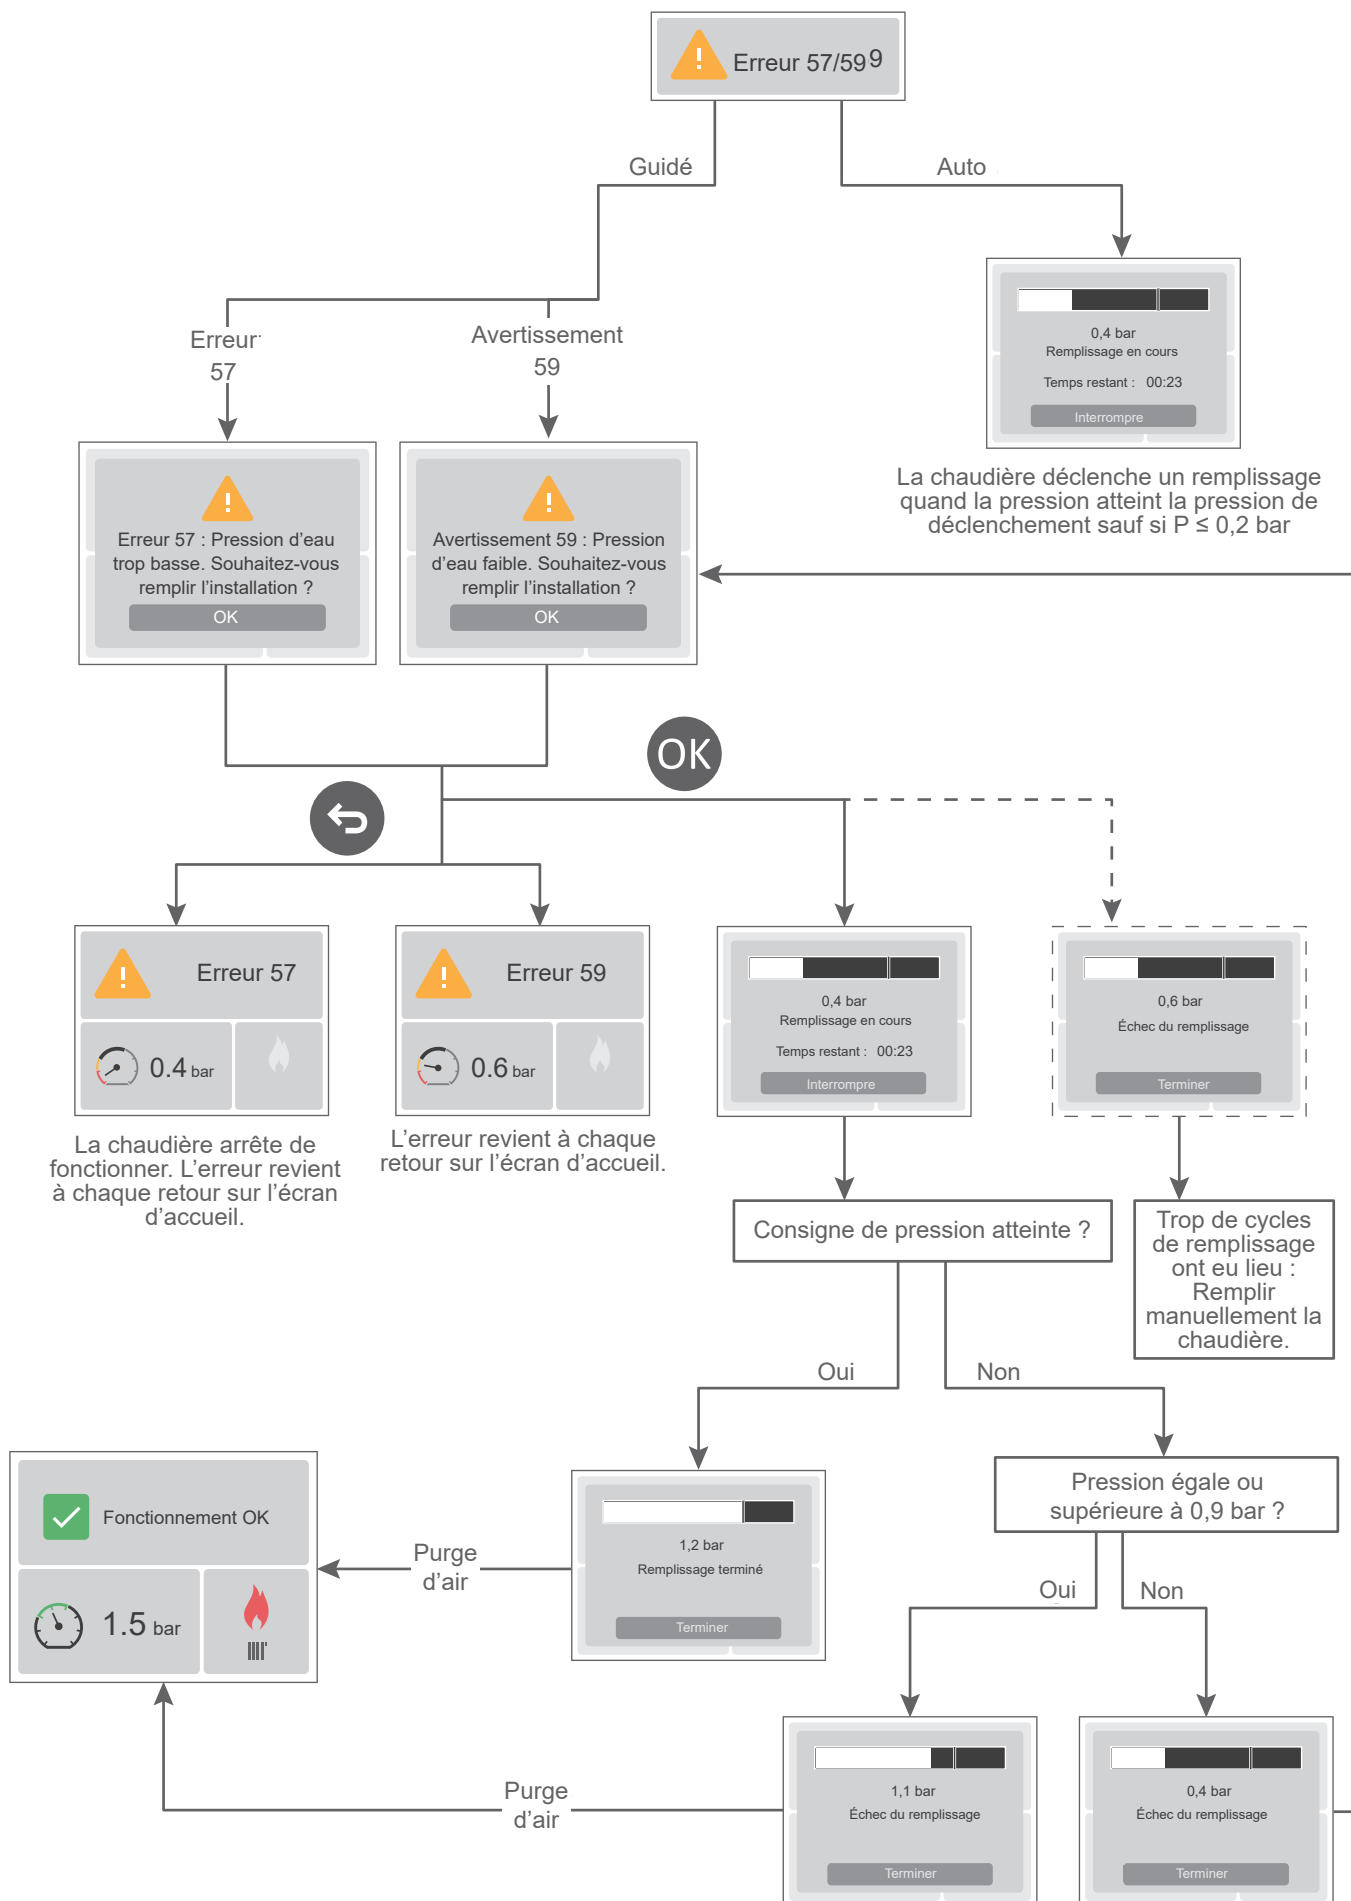 Erreur 57/59 9
Guidé
Auto
0,4 bar
Remplissage en cours
Temps restant : 00:23
Interrompre
La chaudière déclenche un remplissage
quand la pression atteint la pression de
déclenchement sauf si P ≤ 0,2 bar
Erreur
57
Avertissement
59
Erreur 57 : Pression d'eau
trop basse. Souhaitez-vous
remplir l'installation ?
OK
Avertissement 59 : Pression
d'eau faible. Souhaitez-vous
remplir l'installation ?
OK
OK
Erreur 57
0.4 bar
La chaudière arrête de
fonctionner. L'erreur revient
à chaque retour sur l'écran
d'accueil.
Erreur 59
0.6 bar
L'erreur revient à chaque
retour sur l'écran d'accueil.
0,4 bar
Remplissage en cours
Temps restant : 00:23
Interrompre
0,6 bar
Échec du remplissage
Terminer
Consigne de pression atteinte ?
Trop de cycles
de remplissage
ont eu lieu :
Remplir
manuellement la
chaudière.
Oui
Non
Fonctionnement OK
1.5 bar
Purge
d'air
1,2 bar
Remplissage terminé
Terminer
Pression égale ou
supérieure à 0,9 bar ?
Oui
Non
Purge
d'air
1,1 bar
Échec du remplissage
Terminer
0,4 bar
Échec du remplissage
Terminer